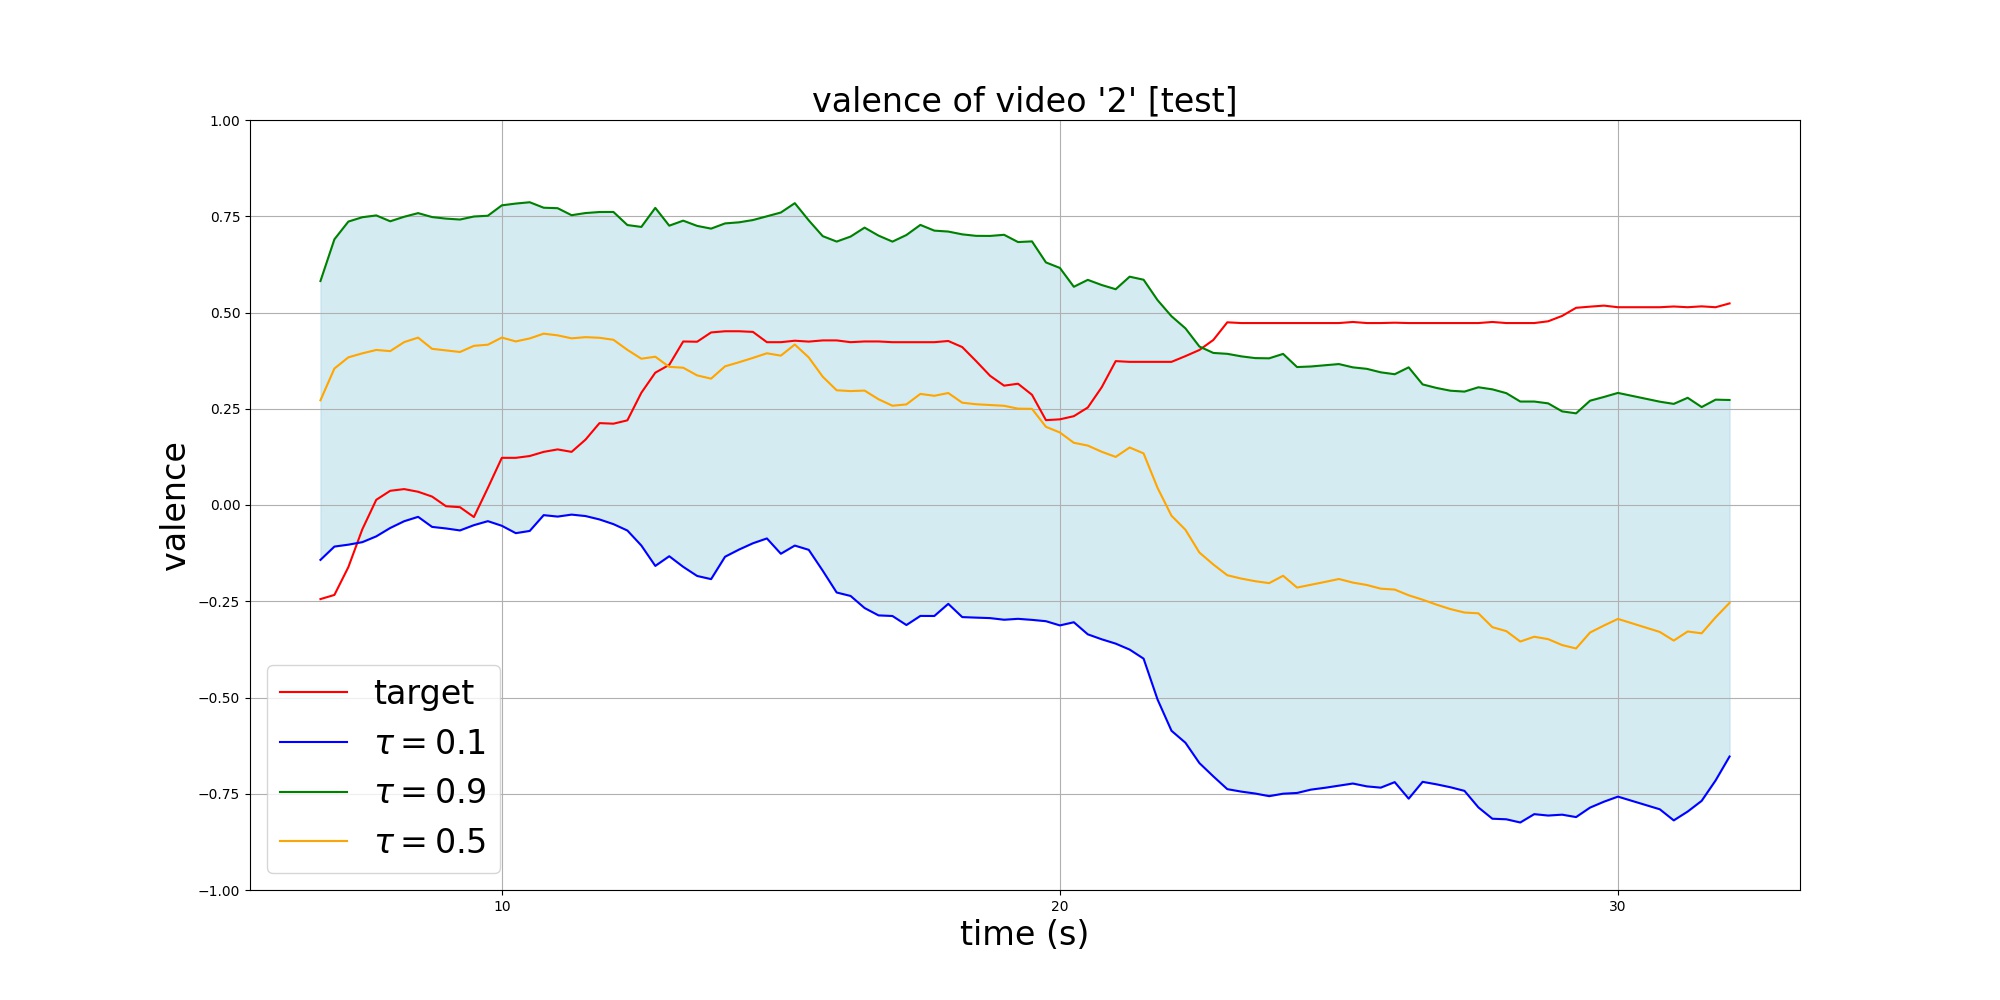 valence of video '2' [test]
1.00
0.75
0.50
0.25
0.00
−0.25
−0.50
−0.75
−1.00
valence
target
τ = 0.1
τ = 0.9
τ = 0.5
10
20
30
time (s)